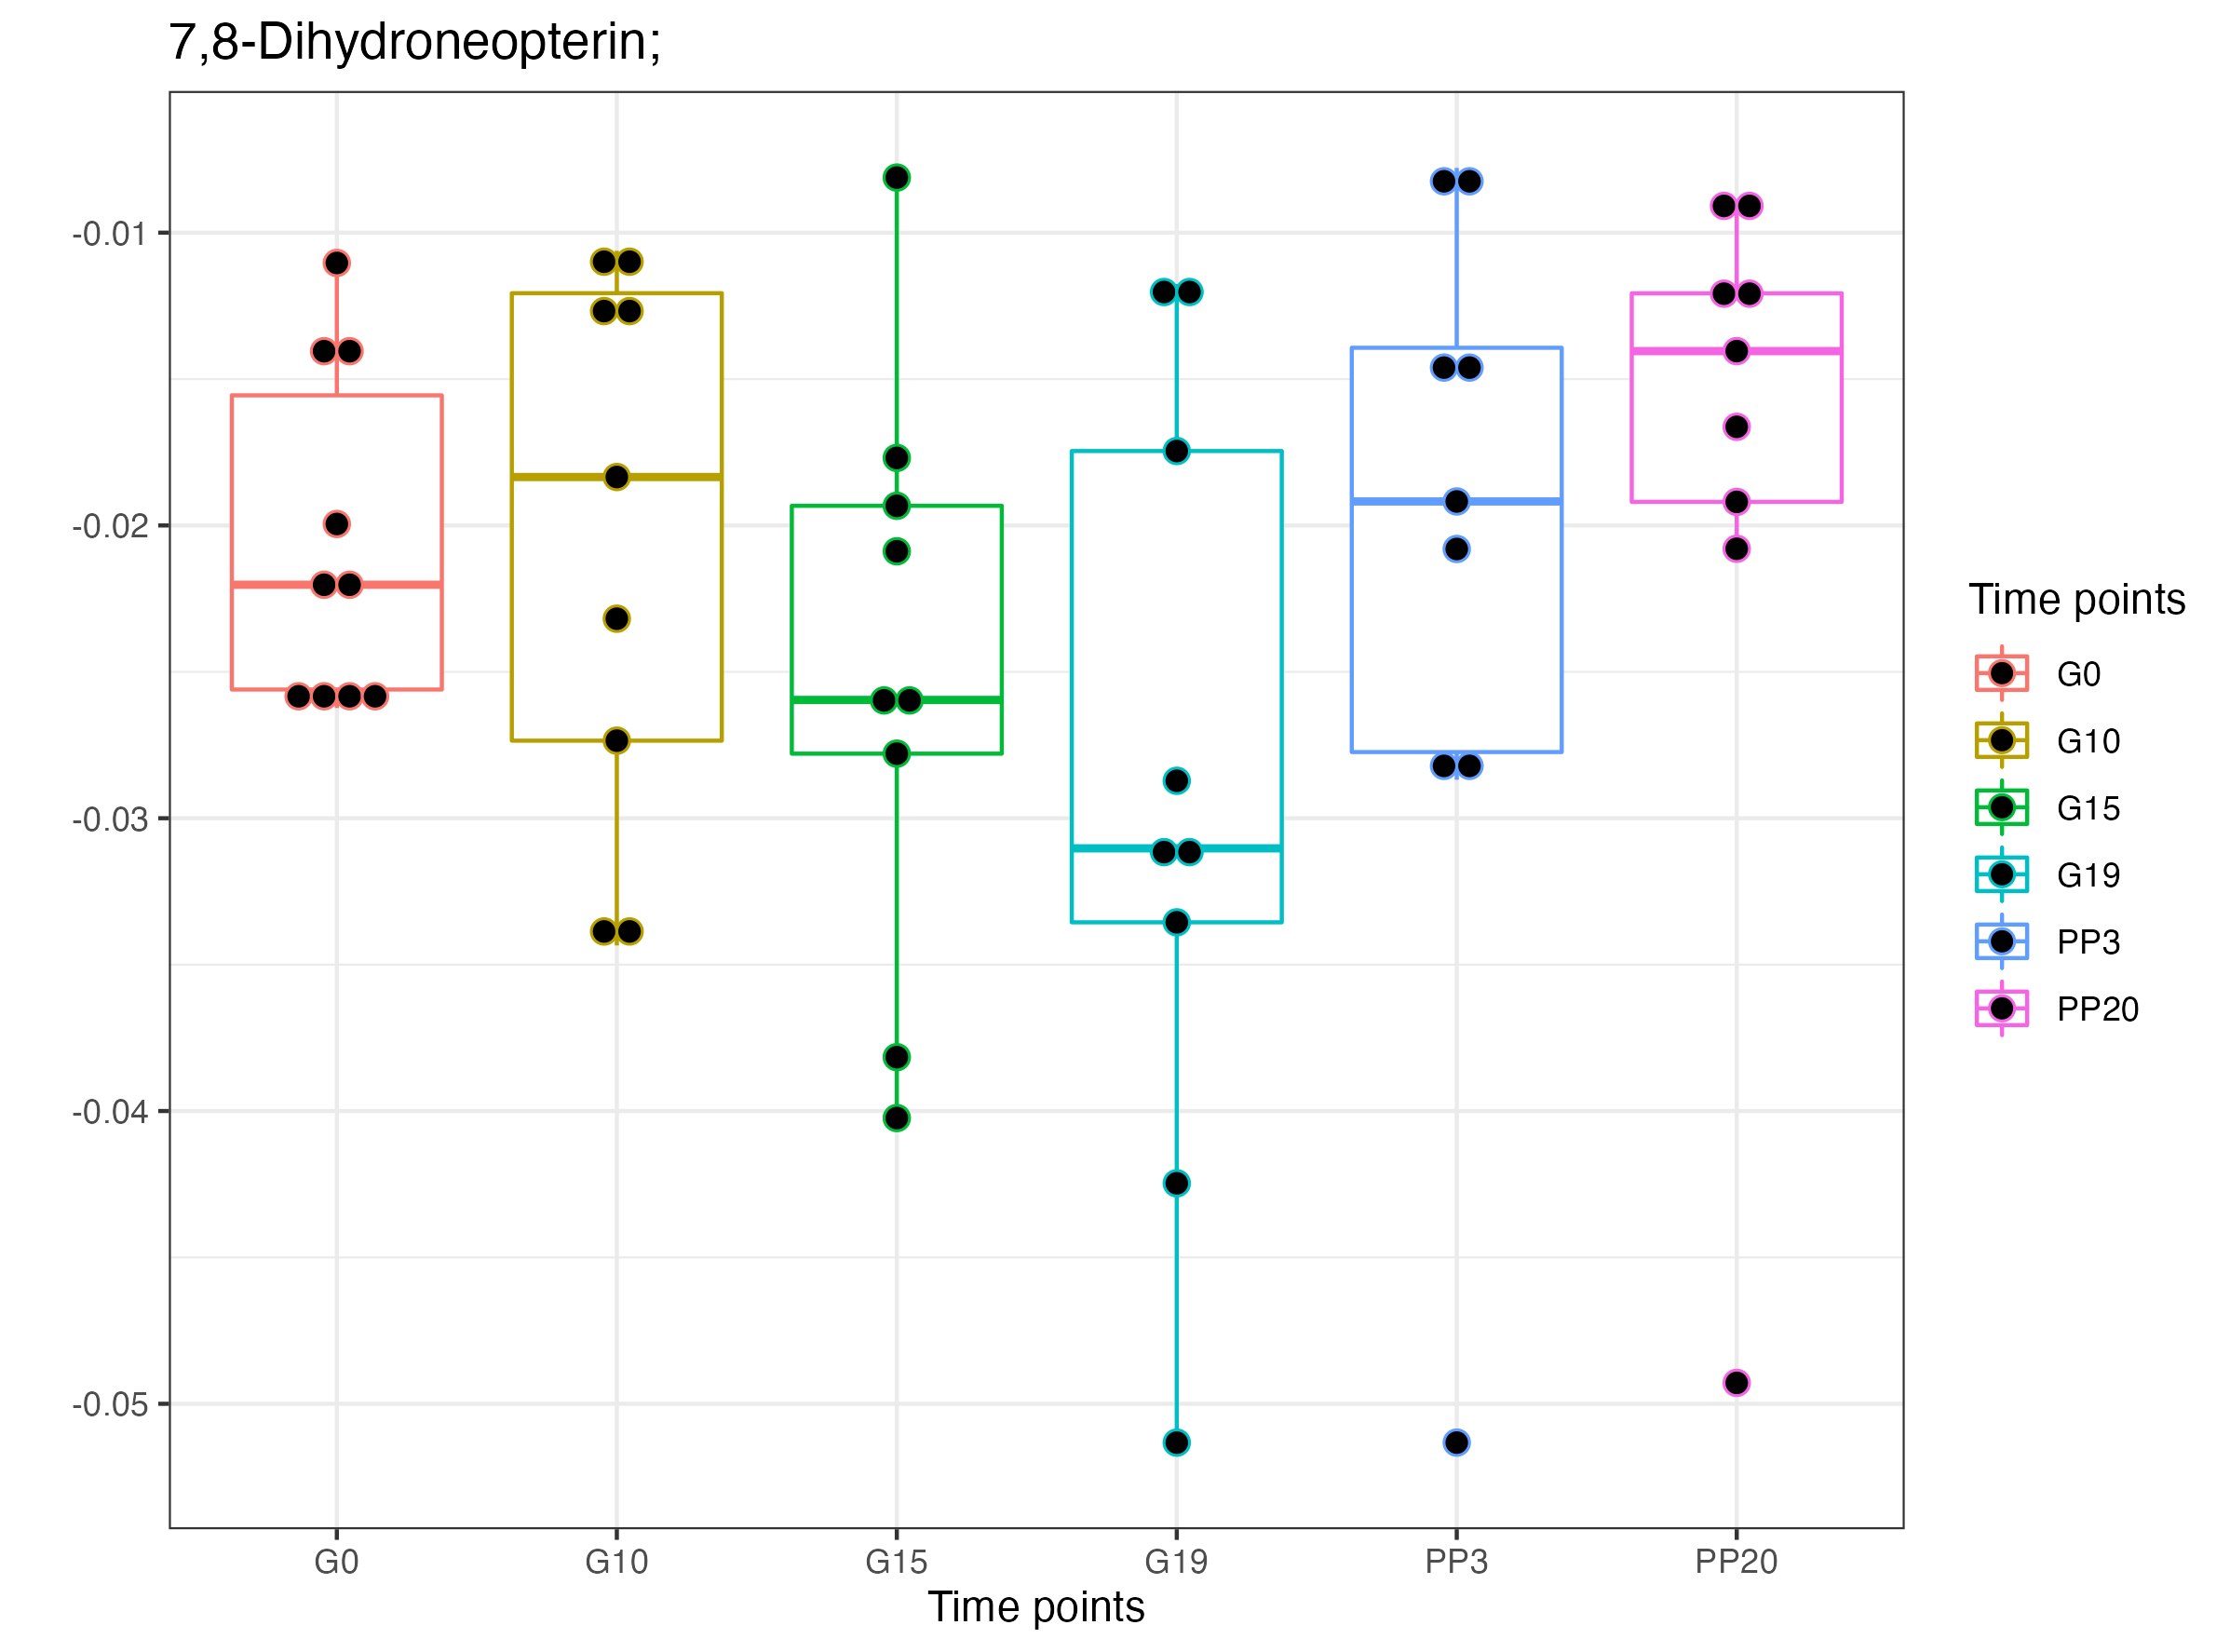 7,8-Dihydroneopterin;
-0.01
-0.02
-0.03
-0.04
-0.05
G0 G10 G15 G19 PP3 PP20
Time points
Time points
G0
G10
G15
G19
PP3
PP20